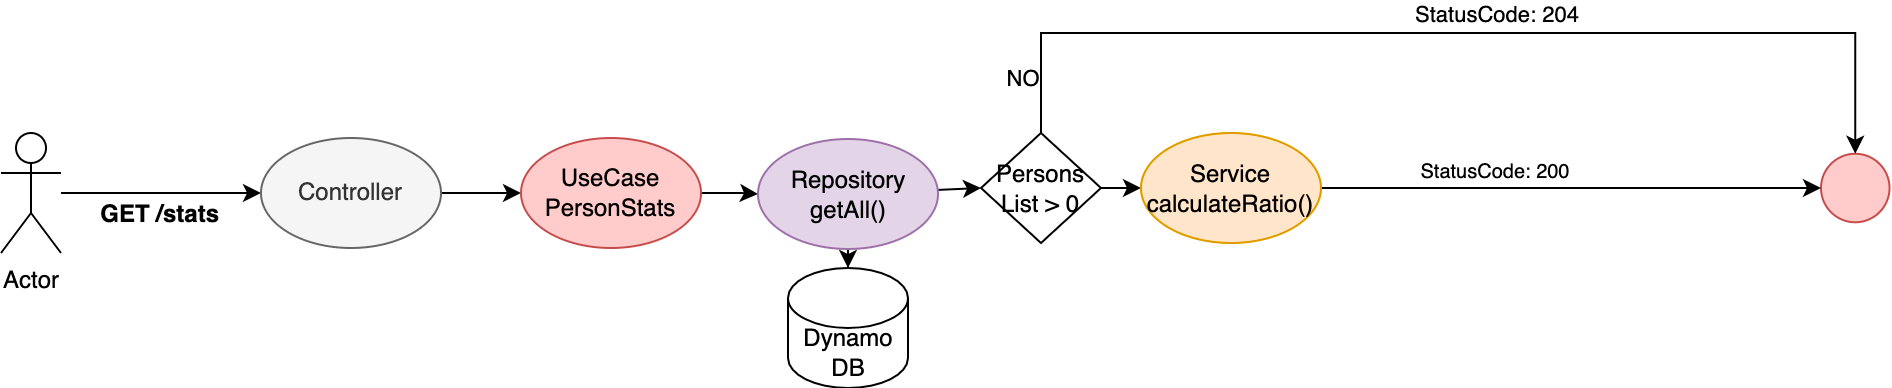 StatusCode: 204
NO
GET /stats
Actor
Controller
UseCase
PersonStats
Repository
getAll()
Dynamo
DB
Persons
List > 0
Service
calculateRatio()
StatusCode: 200